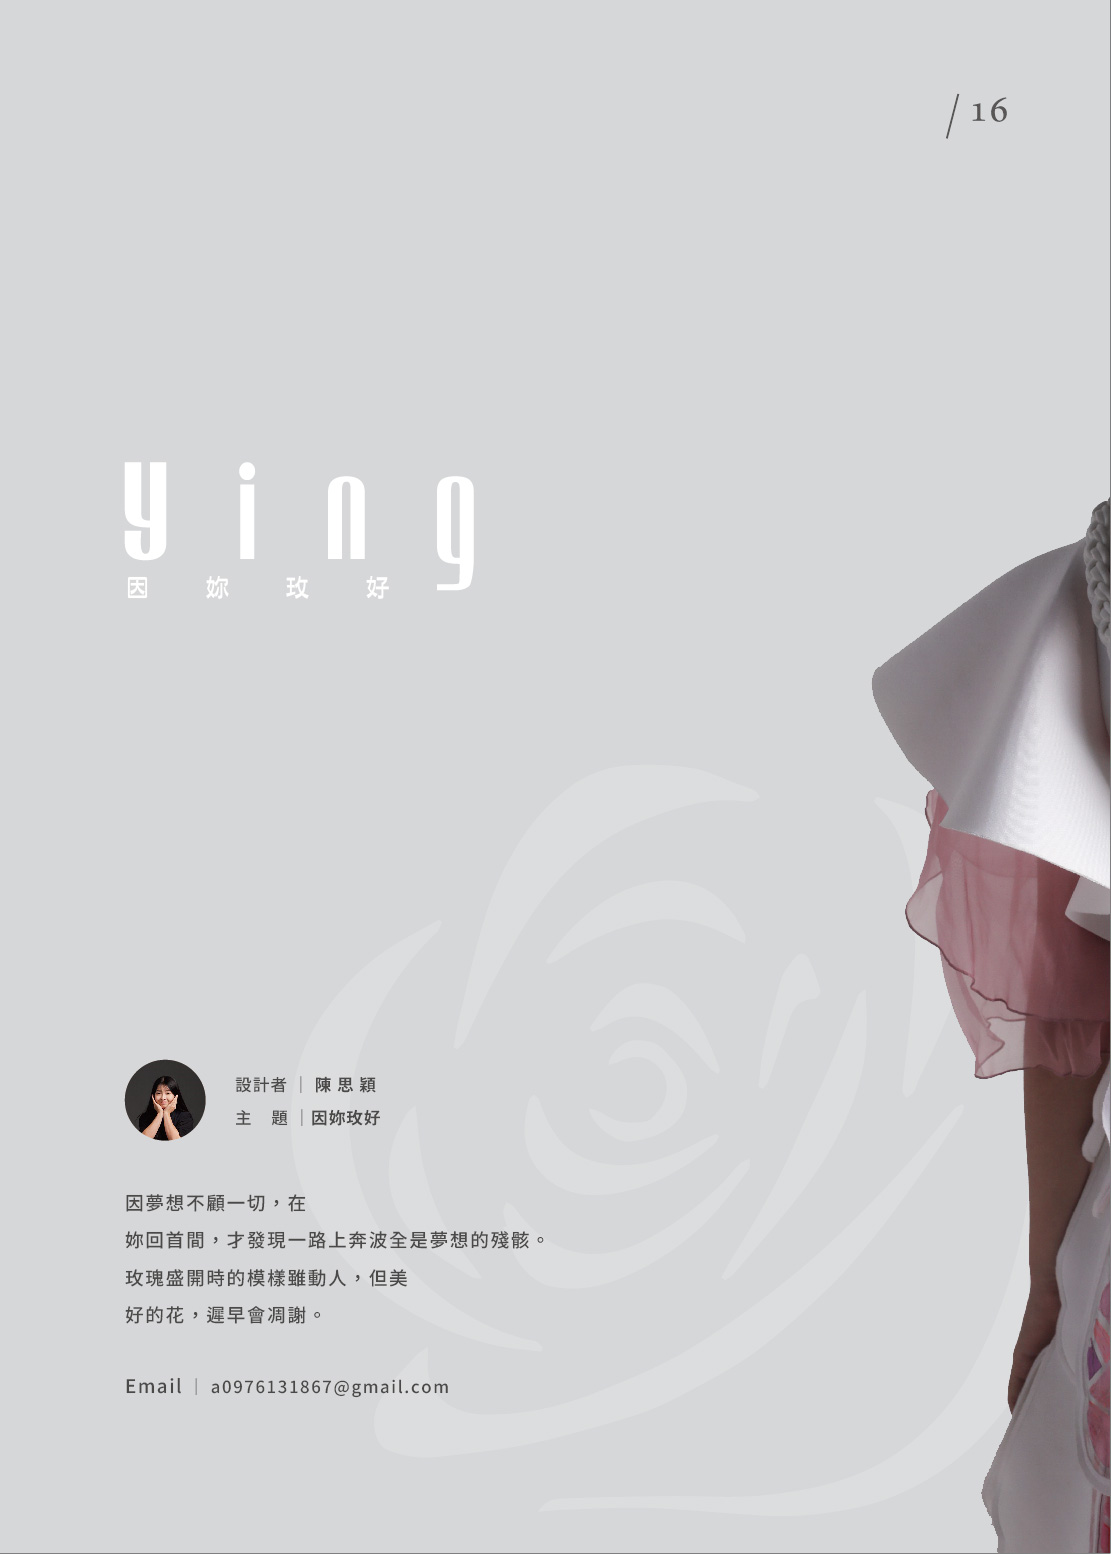 / 16
ying
因妳玫好
設計者｜陳 思 穎
主　題｜因妳玫好
因夢想不顧一切，在
妳回首間，才發現一路上奔波全是夢想的殘骸。
玫瑰盛開時的模樣雖動人，但美
好的花，遲早會凋謝。
Email｜a0976131867@gmail.com